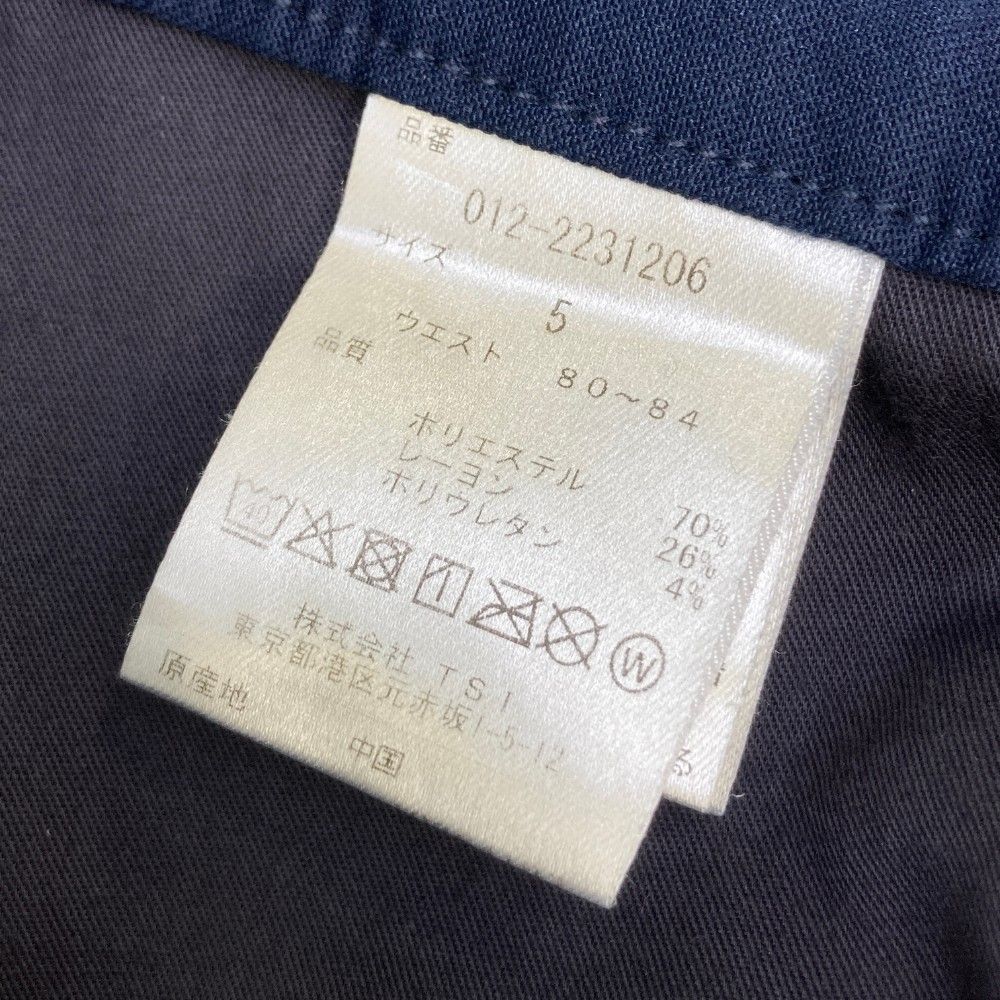 品番
012-2231206
サイズ
5
ウエスト 80～84
品質
ポリエステル 70%
レーヨン 26%
ポリウレタン 4%
40
W
株式会社 TSI
東京都港区元赤坂1-5-12
原産地
中国
る